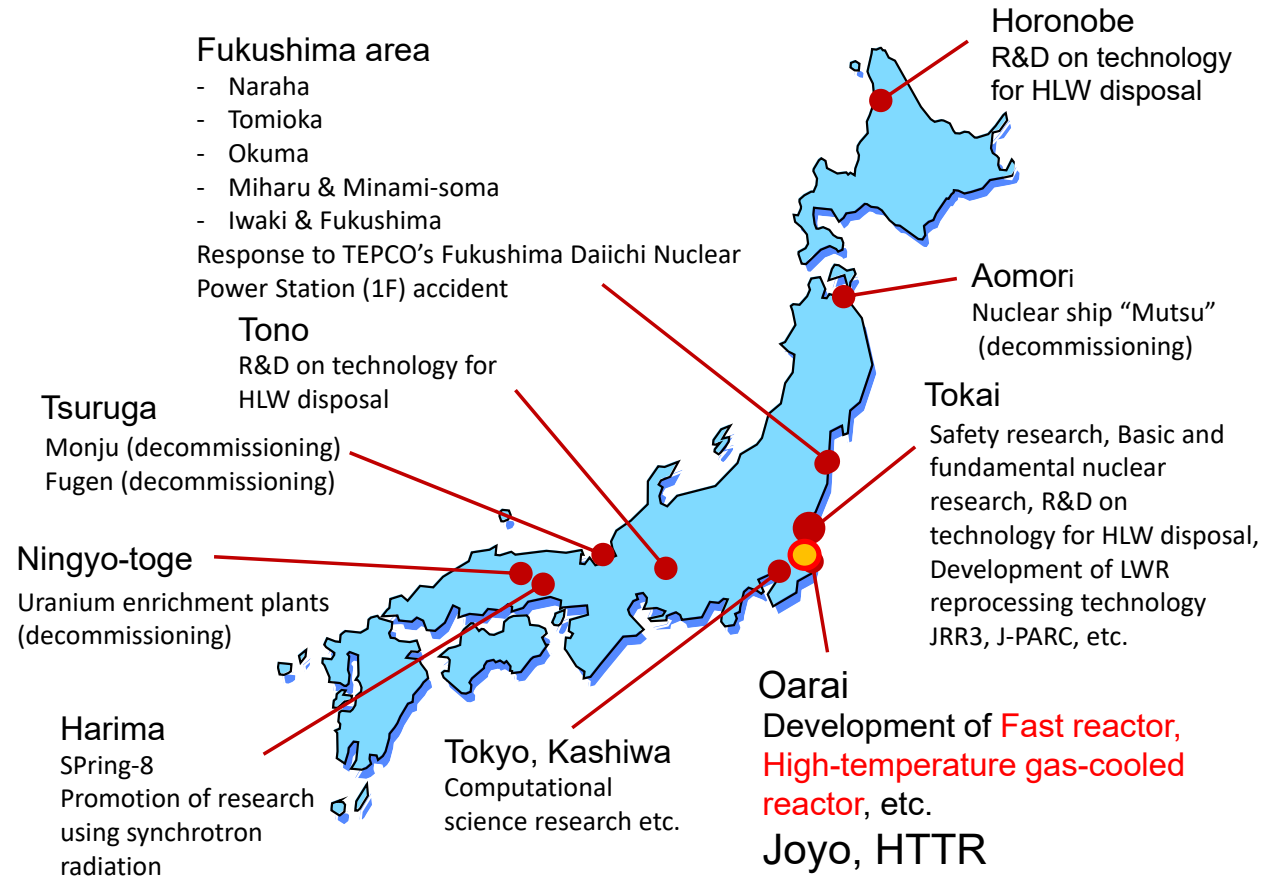 Horonobe
R&D on technology
for HLW disposal
Fukushima area
- Naraha
- Tomioka
- Okuma
- Miharu & Minami-soma
- Iwaki & Fukushima
Response to TEPCO’s Fukushima Daiichi Nuclear
Power Station (1F) accident
Aomori
Nuclear ship “Mutsu”
(decommissioning)
Tono
R&D on technology for
HLW disposal
Tsuruga
Monju (decommissioning)
Fugen (decommissioning)
Tokai
Safety research, Basic and
fundamental nuclear
research, R&D on
technology for HLW disposal,
Development of LWR
reprocessing technology
JRR3, J-PARC, etc.
Ningyo-toge
Uranium enrichment plants
(decommissioning)
Harima
SPring-8
Promotion of research
using synchrotron
radiation
Tokyo, Kashiwa
Computational
science research etc.
Oarai
Development of Fast reactor,
High-temperature gas-cooled
reactor, etc.
Joyo, HTTR